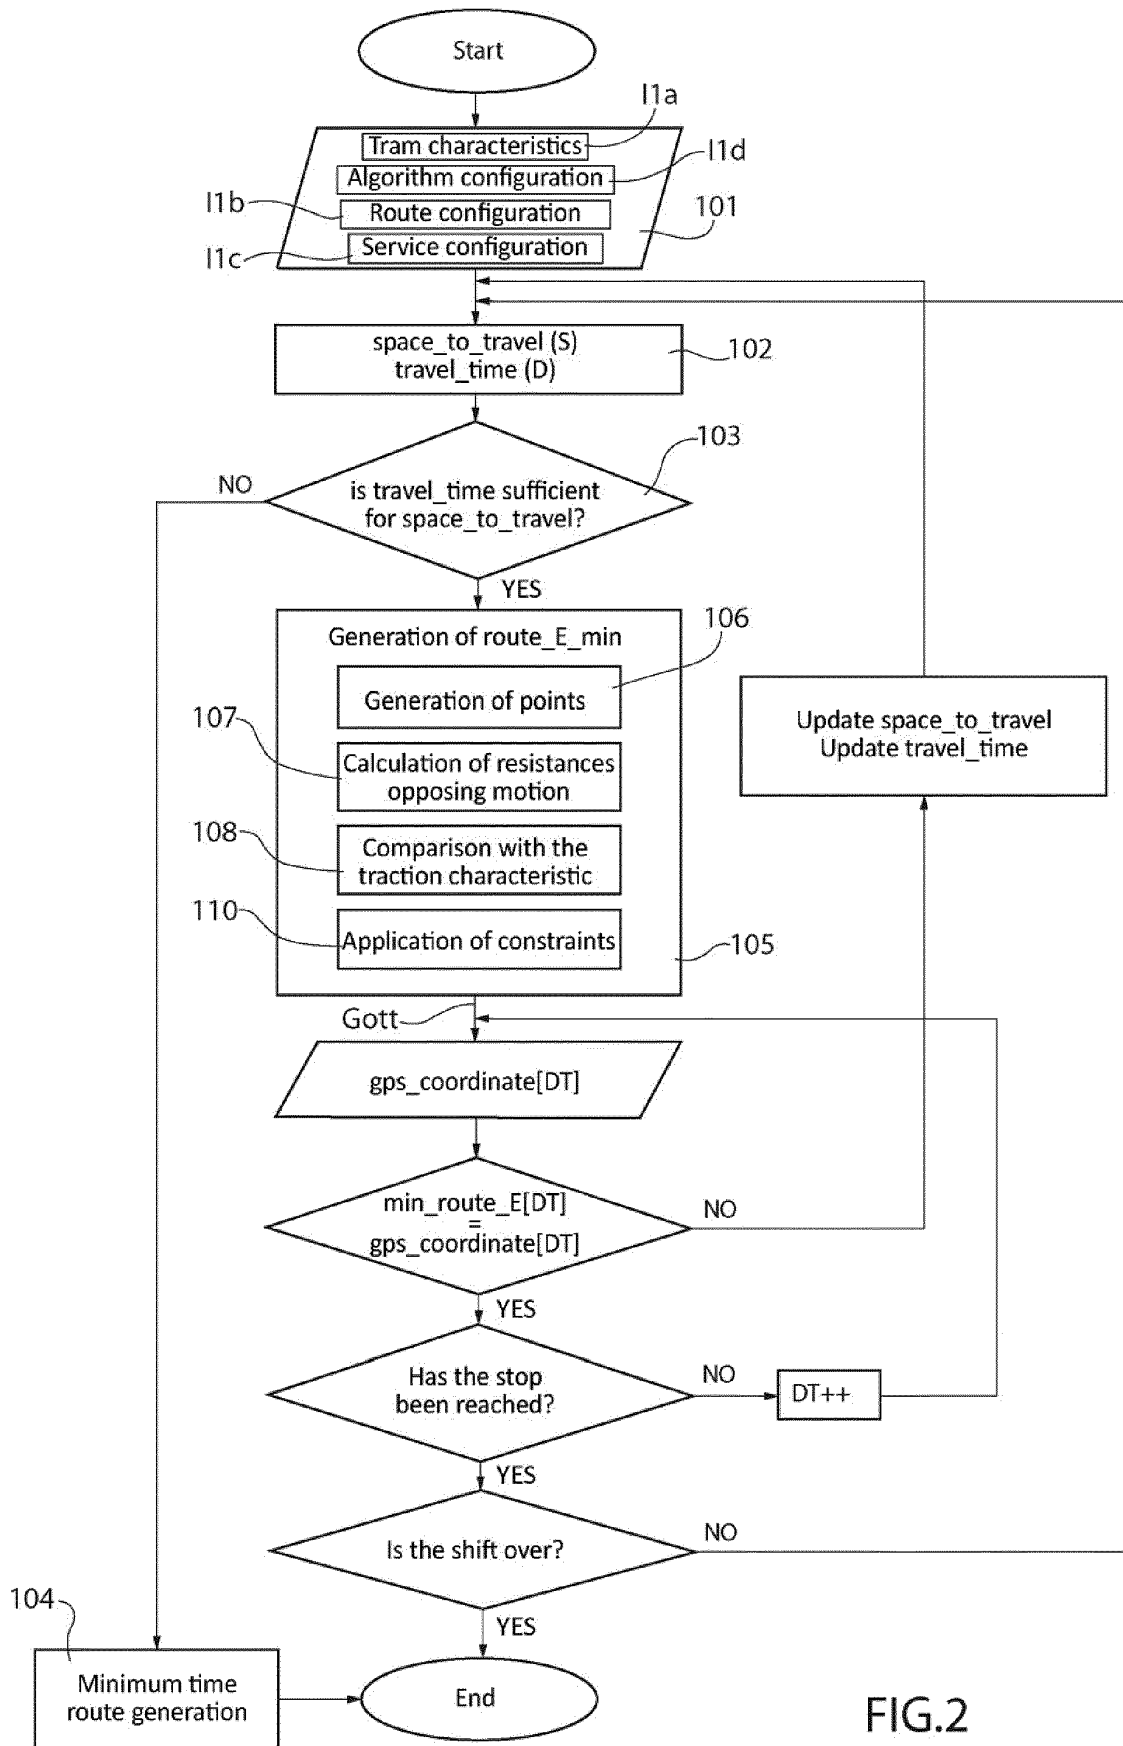 Start
I1a
Tram characteristics
I1d
Algorithm configuration
I1b
Route configuration
101
I1c
Service configuration
space_to_travel (S)
travel_time (D)
102
103
NO
is travel_time sufficient
for space_to_travel?
YES
106
Generation of route_E_min
Generation of points
107
Calculation of resistances
opposing motion
Update space_to_travel
Update travel_time
108
Comparison with the
traction characteristic
110
Application of constraints
105
Gott
gps_coordinate[DT]
min_route_E[DT]
=
gps_coordinate[DT]
NO
YES
Has the stop
been reached?
NO
DT++
YES
Is the shift over?
NO
YES
104
Minimum time
route generation
End
FIG.2